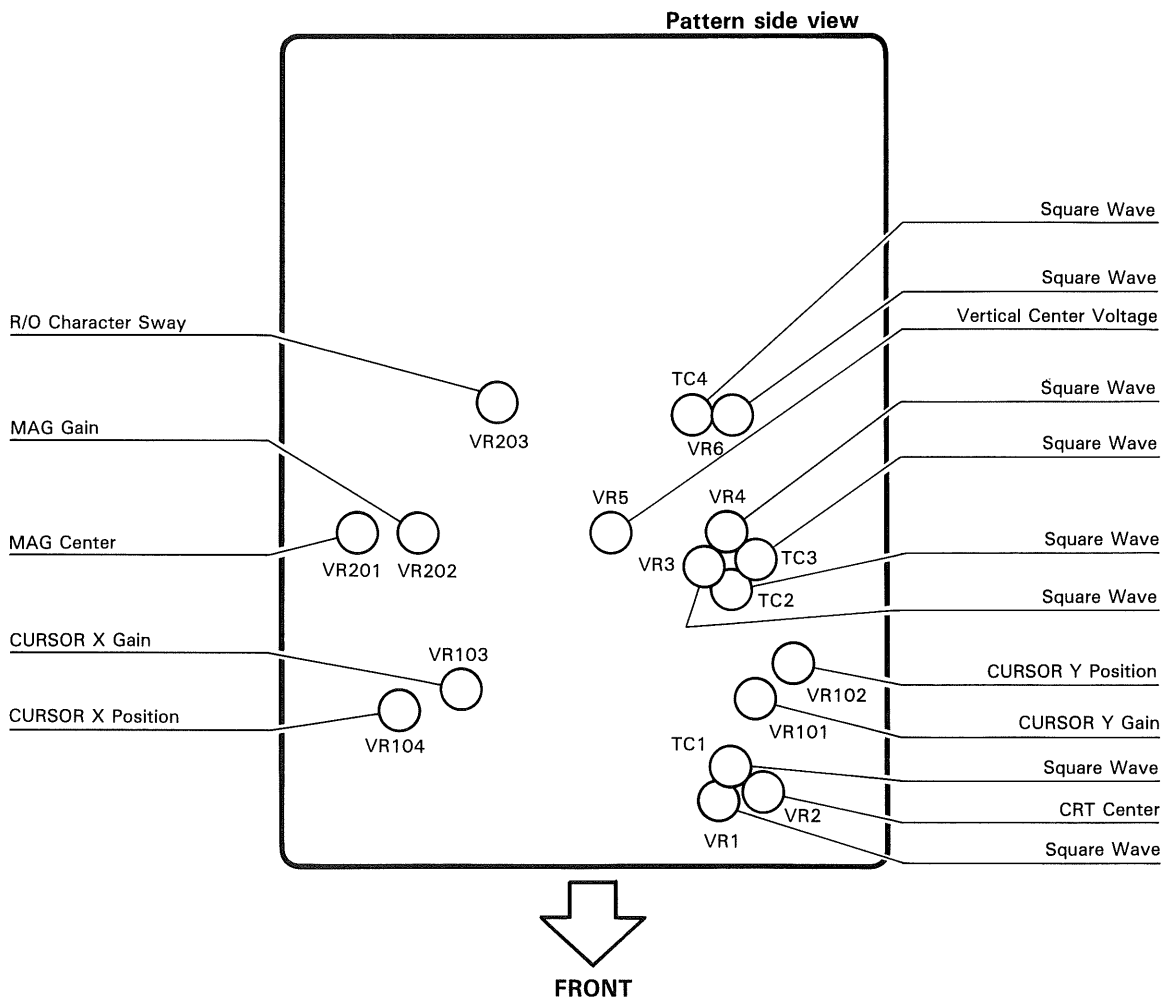 Pattern side view
Square Wave
Square Wave
Vertical Center Voltage
R/O Character Sway
TC4
Square Wave
MAG Gain
VR203
VR6
Square Wave
VR5
VR4
MAG Center
Square Wave
VR201
VR202
VR3
TC3
TC2
Square Wave
CURSOR X Gain
VR103
CURSOR Y Position
VR102
CURSOR X Position
VR101
CURSOR Y Gain
VR104
TC1
Square Wave
VR2
CRT Center
VR1
Square Wave
FRONT